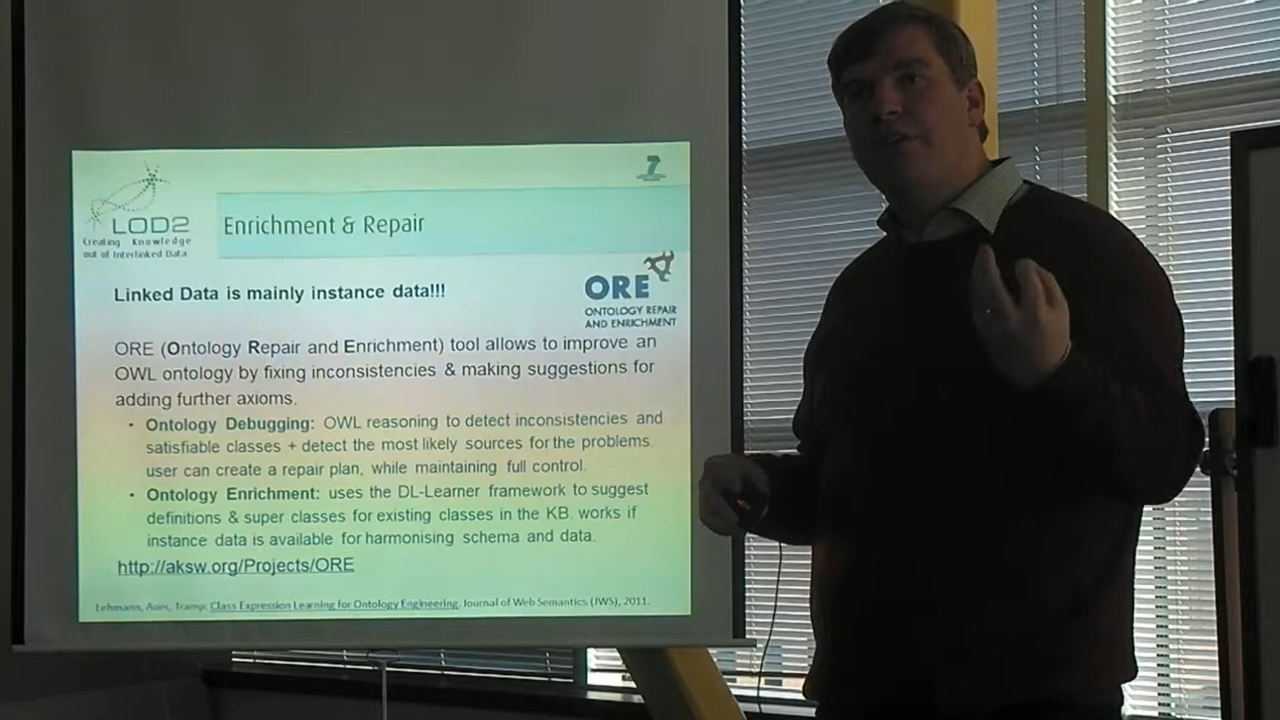 7
LOD2
Creating Knowledge
out of Interlinked Data
Enrichment & Repair
Linked Data is mainly instance data!!!
ORE
ONTOLOGY REPAIR
AND ENRICHMENT
ORE (Ontology Repair and Enrichment) tool allows to improve an
OWL ontology by fixing inconsistencies & making suggestions for
adding further axioms.
• Ontology Debugging: OWL reasoning to detect inconsistencies and
satisfiable classes + detect the most likely sources for the problems.
user can create a repair plan, while maintaining full control.
• Ontology Enrichment: uses the DL-Learner framework to suggest
definitions & super classes for existing classes in the KB. works if
instance data is available for harmonising schema and data.
http://aksw.org/Projects/ORE
Lehmann, Auer, Tramp: Class Expression Learning for Ontology Engineering. Journal of Web Semantics (JWS), 2011.